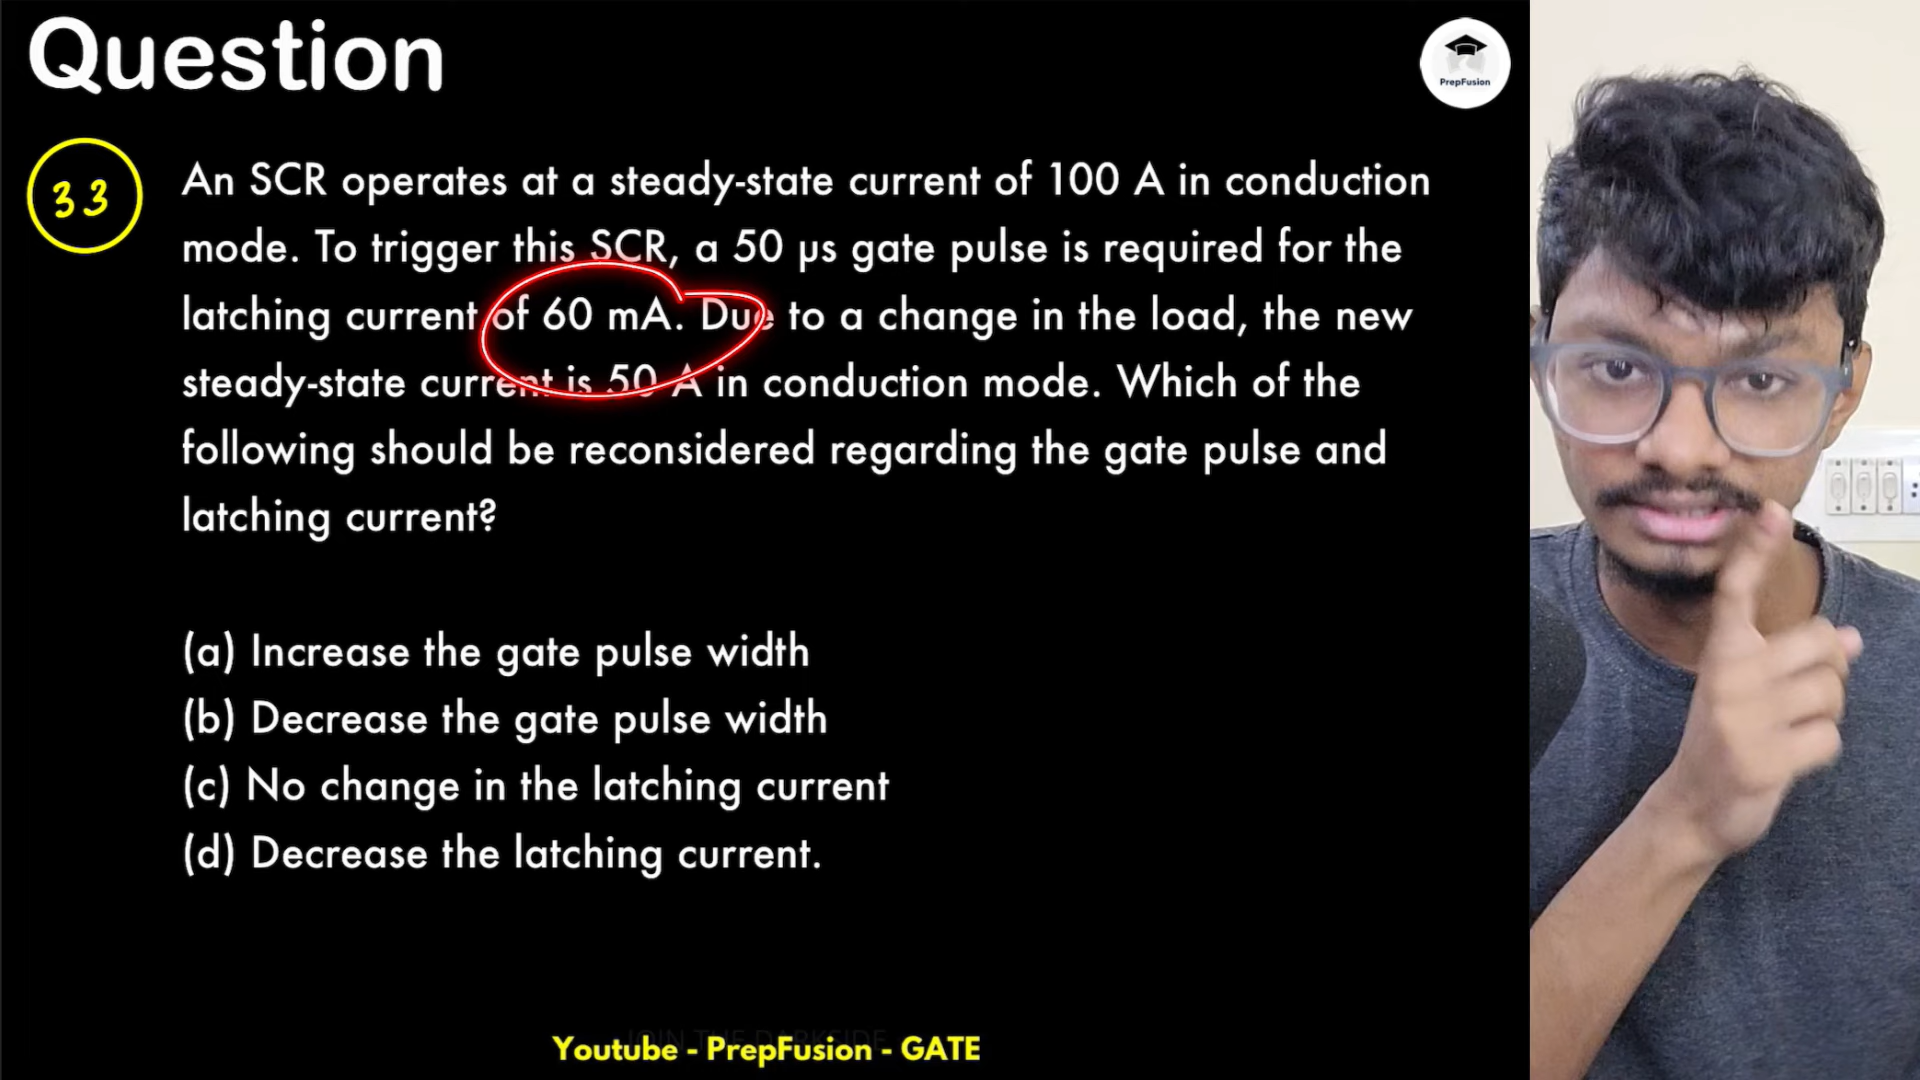 Question
PrepFusion
33
An SCR operates at a steady-state current of 100 A in conduction
mode. To trigger this SCR, a 50 μs gate pulse is required for the
latching current of 60 mA. Due to a change in the load, the new
steady-state current is 50 A in conduction mode. Which of the
following should be reconsidered regarding the gate pulse and
latching current?
(a) Increase the gate pulse width
(b) Decrease the gate pulse width
(c) No change in the latching current
(d) Decrease the latching current.
JOIN THE DARKSIDE
Youtube - PrepFusion - GATE